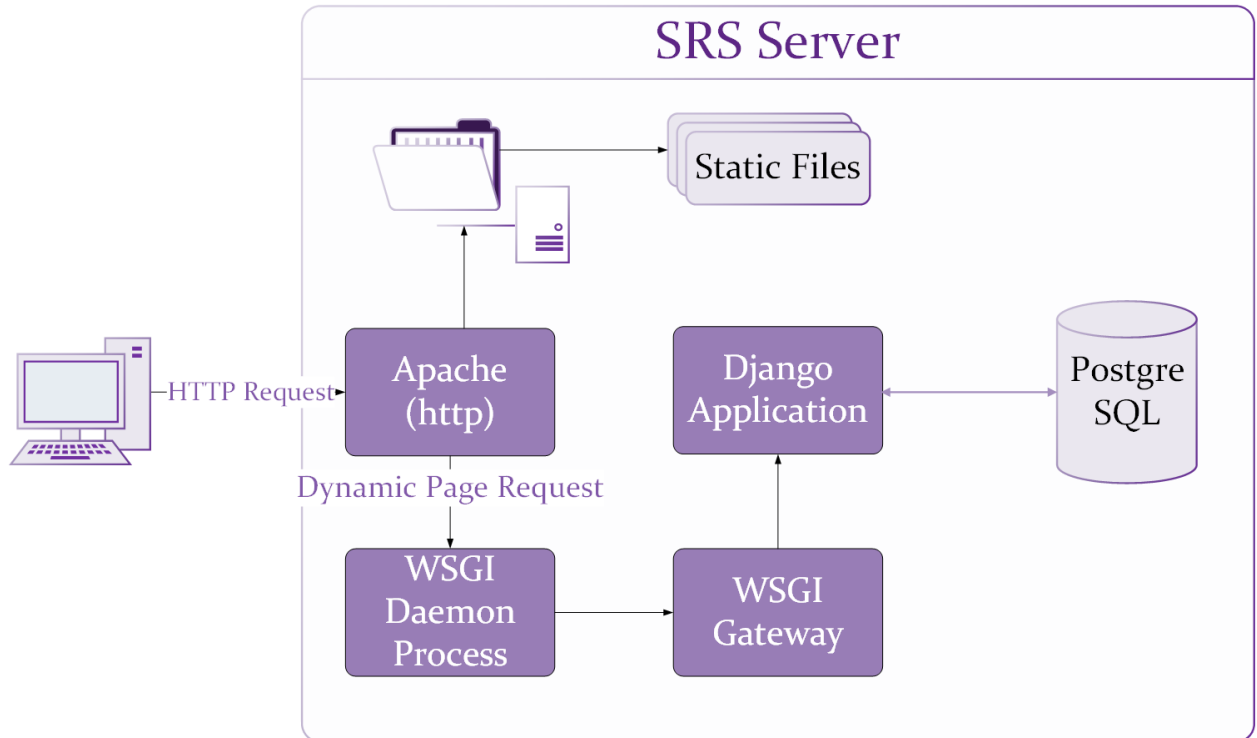 SRS Server
Static Files
HTTP Request
Apache
(http)
Django
Application
Postgre
SQL
Dynamic Page Request
WSGI
Daemon
Process
WSGI
Gateway